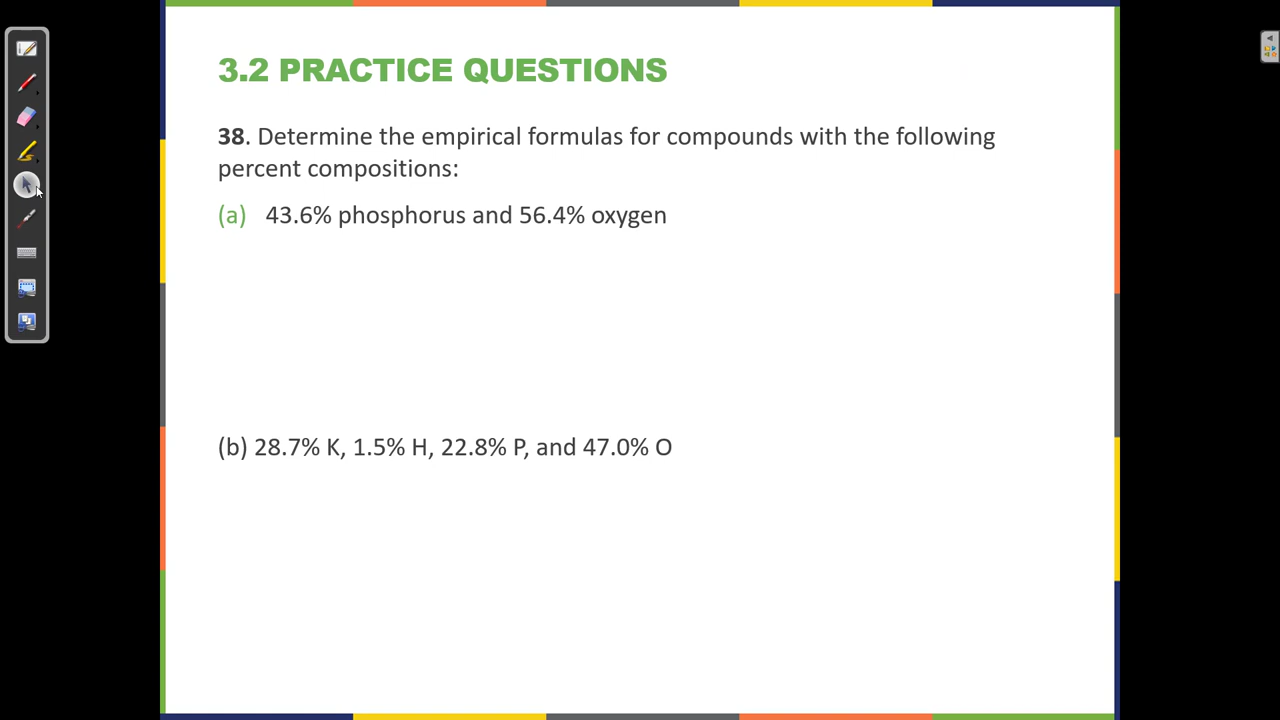 3.2 PRACTICE QUESTIONS
38. Determine the empirical formulas for compounds with the following
percent compositions:
(a) 43.6% phosphorus and 56.4% oxygen
(b) 28.7% K, 1.5% H, 22.8% P, and 47.0% O